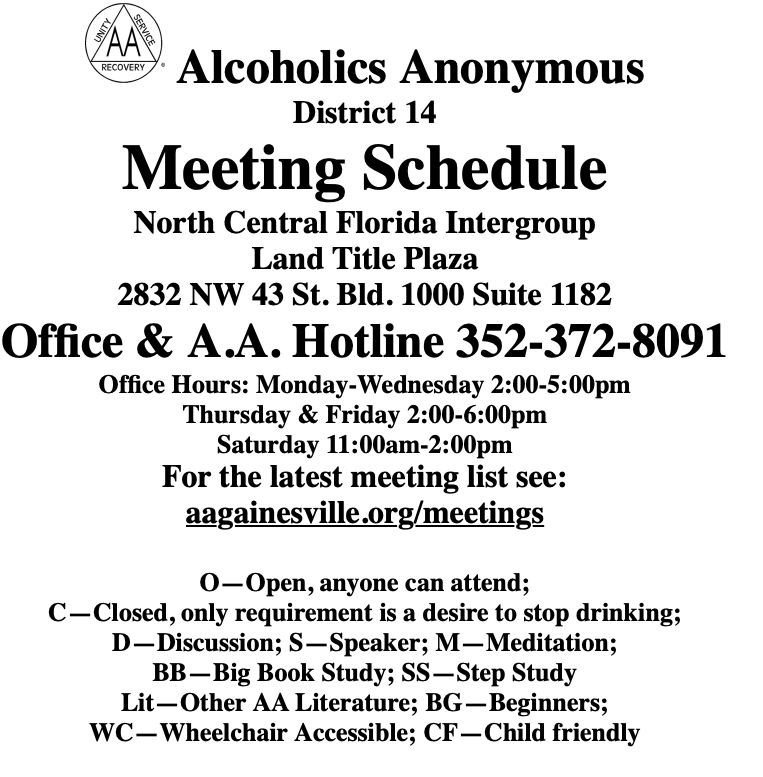 UNITY
SERVICE
AA
RECOVERY
®
Alcoholics Anonymous
District 14
Meeting Schedule
North Central Florida Intergroup
Land Title Plaza
2832 NW 43 St. Bld. 1000 Suite 1182
Office & A.A. Hotline 352-372-8091
Office Hours: Monday-Wednesday 2:00-5:00pm
Thursday & Friday 2:00-6:00pm
Saturday 11:00am-2:00pm
For the latest meeting list see:
aagainesville.org/meetings
O—Open, anyone can attend;
C—Closed, only requirement is a desire to stop drinking;
D—Discussion; S—Speaker; M—Meditation;
BB—Big Book Study; SS—Step Study
Lit—Other AA Literature; BG—Beginners;
WC—Wheelchair Accessible; CF—Child friendly